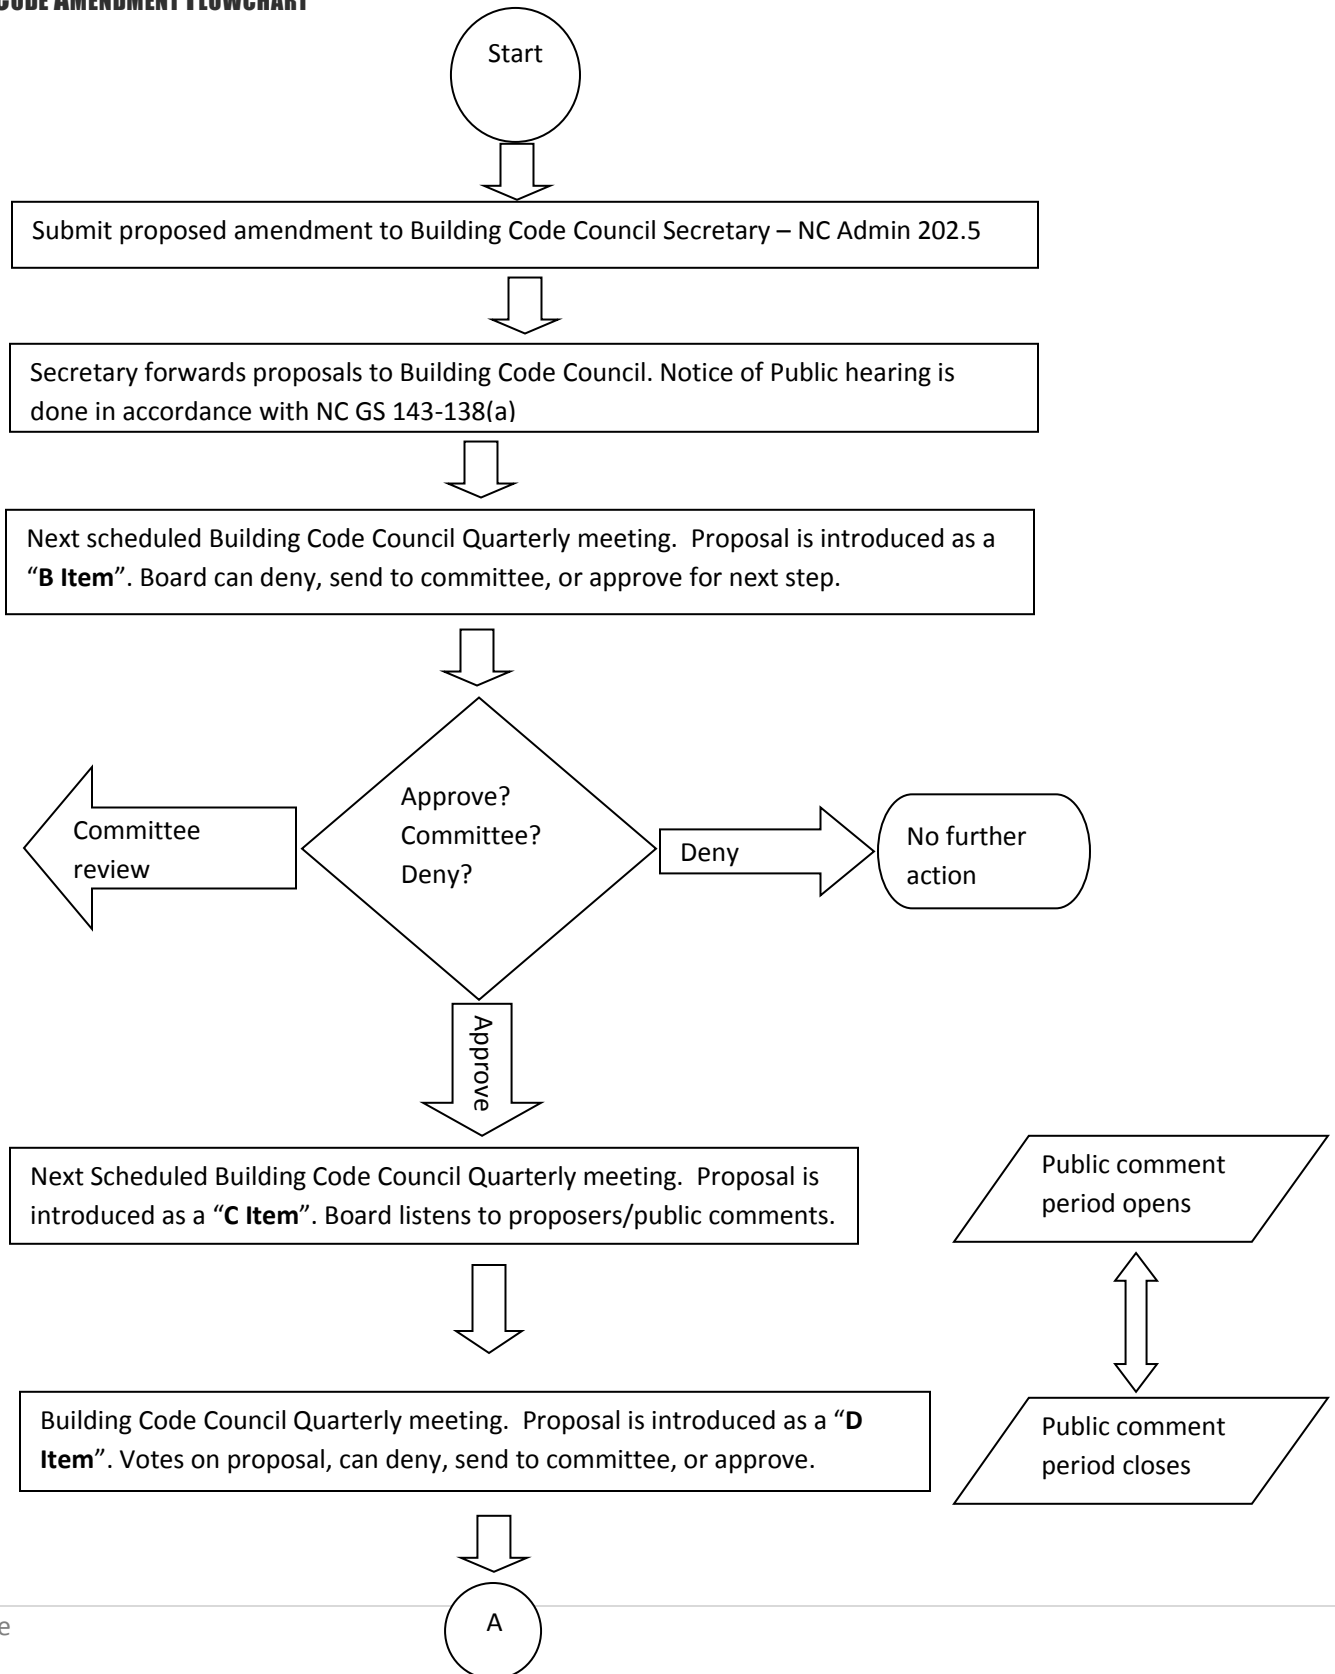 CODE AMENDMENT FLOWCHART
Start
Submit proposed amendment to Building Code Council Secretary – NC Admin 202.5
Secretary forwards proposals to Building Code Council. Notice of Public hearing is
done in accordance with NC GS 143-138(a)
Next scheduled Building Code Council Quarterly meeting.  Proposal is introduced as a
“B Item”. Board can deny, send to committee, or approve for next step.
Approve?
Committee?
Deny?
Committee
review
Deny
No further
action
Approve
Next Scheduled Building Code Council Quarterly meeting.  Proposal is
introduced as a “C Item”. Board listens to proposers/public comments.
Public comment
period opens
Building Code Council Quarterly meeting.  Proposal is introduced as a “D
Item”. Votes on proposal, can deny, send to committee, or approve.
Public comment
period closes
A